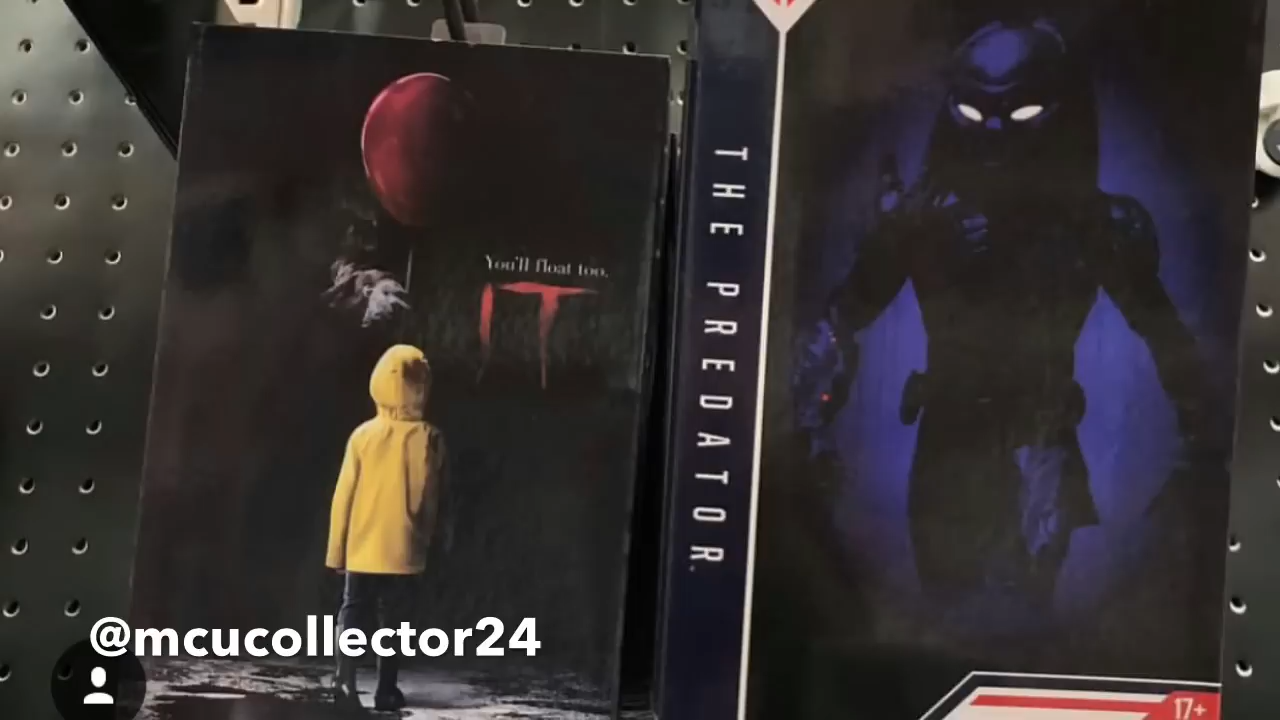 You'll float too.
IT
THE PREDATOR
17+
@mcucollector24